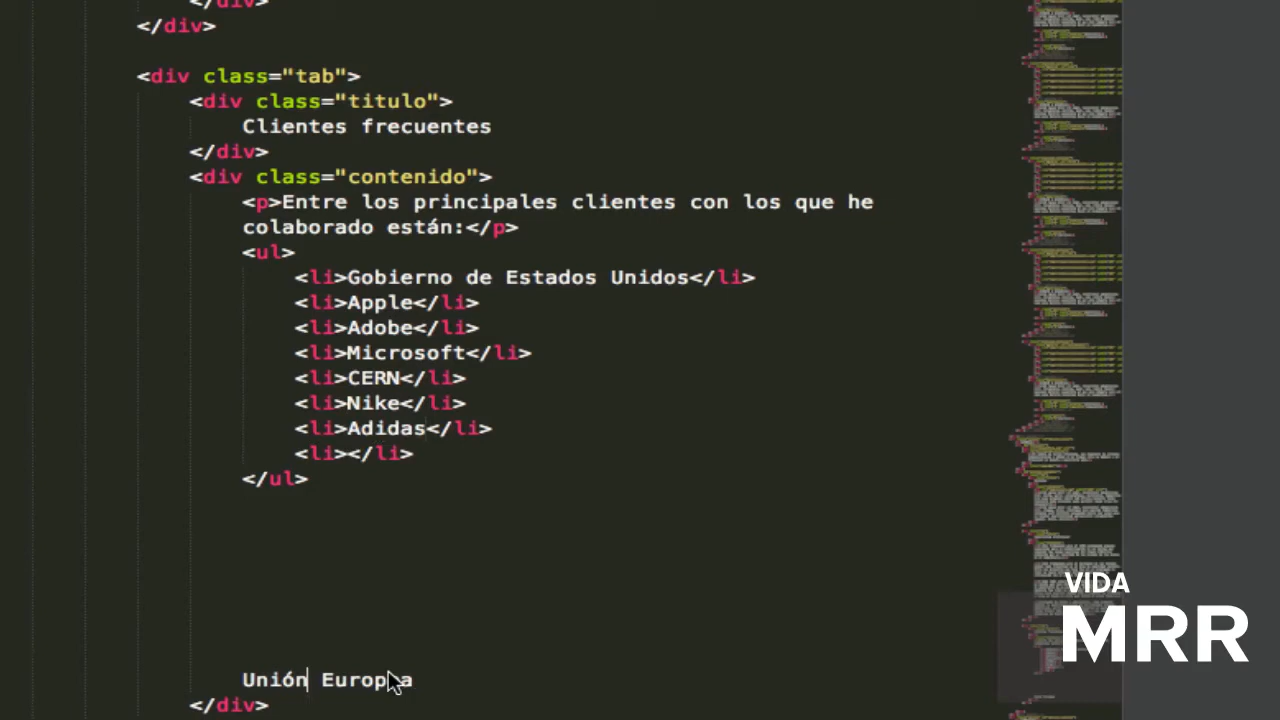 </div>
</div>
<div class="tab">
<div class="titulo">
Clientes frecuentes
</div>
<div class="contenido">
<p>Entre los principales clientes con los que he
colaborado están:</p>
<ul>
<li>Gobierno de Estados Unidos</li>
<li>Apple</li>
<li>Adobe</li>
<li>Microsoft</li>
<li>CERN</li>
<li>Nike</li>
<li>Adidas</li>
<li></li>
</ul>
Unión Europea
</div>
VIDA
MRR